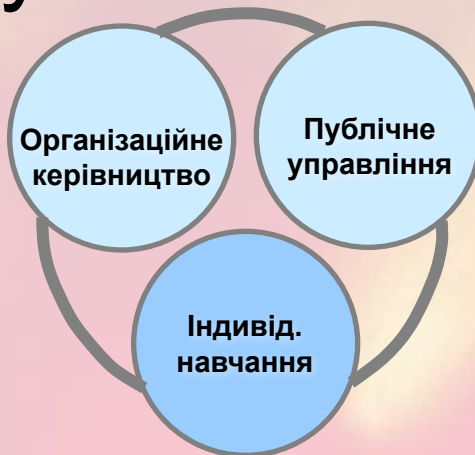 Організаційне
керівництво
Публічне
управління
Індивід.
навчання